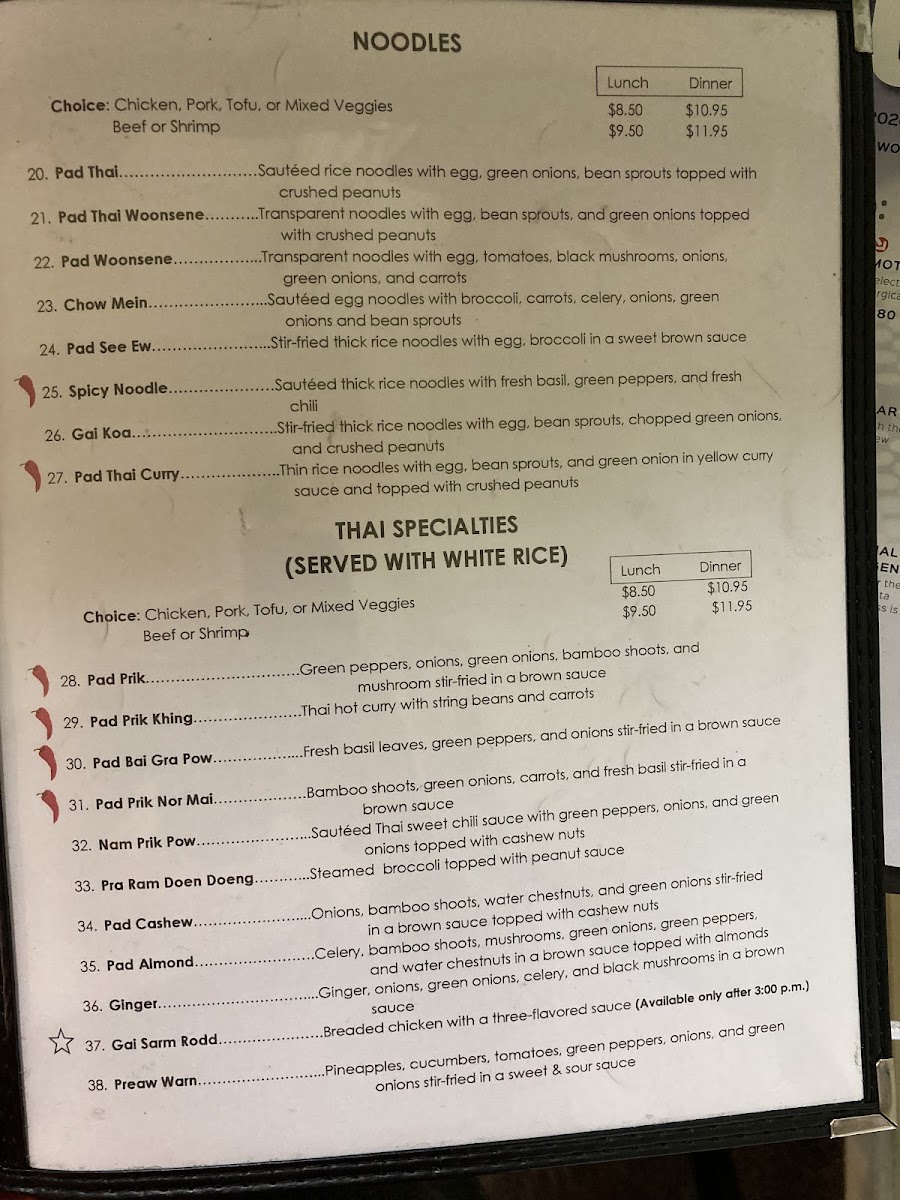 NOODLES
Lunch Dinner
Choice: Chicken, Pork, Tofu, or Mixed Veggies $8.50 $10.95
Beef or Shrimp $9.50 $11.95
20. Pad Thai..........................Sautéed rice noodles with egg, green onions, bean sprouts topped with
crushed peanuts
21. Pad Thai Woonsene..........Transparent noodles with egg, bean sprouts, and green onions topped
with crushed peanuts
22. Pad Woonsene.................Transparent noodles with egg, tomatoes, black mushrooms, onions,
green onions, and carrots
23. Chow Mein.......................Sautéed egg noodles with broccoli, carrots, celery, onions, green
onions and bean sprouts
24. Pad See Ew.......................Stir-fried thick rice noodles with egg, broccoli in a sweet brown sauce
25. Spicy Noodle....................Sautéed thick rice noodles with fresh basil, green peppers, and fresh
chili
26. Gai Koa............................Stir-fried thick rice noodles with egg, bean sprouts, chopped green onions,
and crushed peanuts
27. Pad Thai Curry...................Thin rice noodles with egg, bean sprouts, and green onion in yellow curry
sauce and topped with crushed peanuts
THAI SPECIALTIES
(SERVED WITH WHITE RICE)
Lunch Dinner
Choice: Chicken, Pork, Tofu, or Mixed Veggies $8.50 $10.95
Beef or Shrimp $9.50 $11.95
28. Pad Prik.............................Green peppers, onions, green onions, bamboo shoots, and
mushroom stir-fried in a brown sauce
29. Pad Prik Khing....................Thai hot curry with string beans and carrots
30. Pad Bai Gra Pow.................Fresh basil leaves, green peppers, and onions stir-fried in a brown sauce
31. Pad Prik Nor Mai.................Bamboo shoots, green onions, carrots, and fresh basil stir-fried in a
brown sauce
32. Nam Prik Pow.....................Sautéed Thai sweet chili sauce with green peppers, onions, and green
onions topped with cashew nuts
33. Pra Ram Doen Doeng..........Steamed broccoli topped with peanut sauce
34. Pad Cashew......................Onions, bamboo shoots, water chestnuts, and green onions stir-fried
in a brown sauce topped with cashew nuts
35. Pad Almond......................Celery, bamboo shoots, mushrooms, green onions, green peppers,
and water chestnuts in a brown sauce topped with almonds
36. Ginger..............................Ginger, onions, green onions, celery, and black mushrooms in a brown
sauce
37. Gai Sarm Rodd...................Breaded chicken with a three-flavored sauce (Available only after 3:00 p.m.)
38. Preaw Warn.......................Pineapples, cucumbers, tomatoes, green peppers, onions, and green
onions stir-fried in a sweet & sour sauce